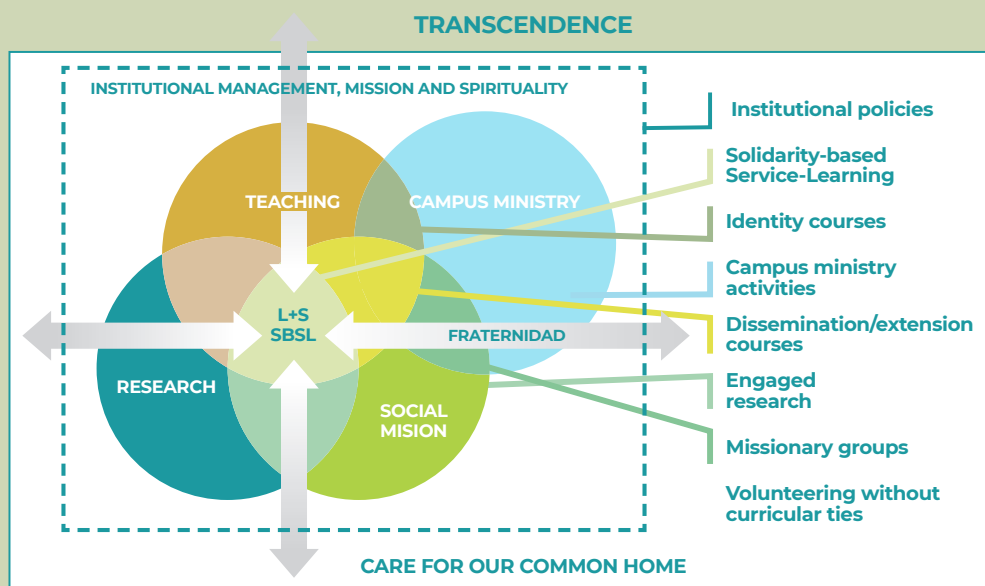 TRANSCENDENCE
INSTITUTIONAL MANAGEMENT, MISSION AND SPIRITUALITY
TEACHING
CAMPUS MINISTRY
L+S
SBSL
FRATERNIDAD
RESEARCH
SOCIAL
MISION
Institutional policies
Solidarity-based
Service-Learning
Identity courses
Campus ministry
activities
Dissemination/extension
courses
Engaged
research
Missionary groups
Volunteering without
curricular ties
CARE FOR OUR COMMON HOME